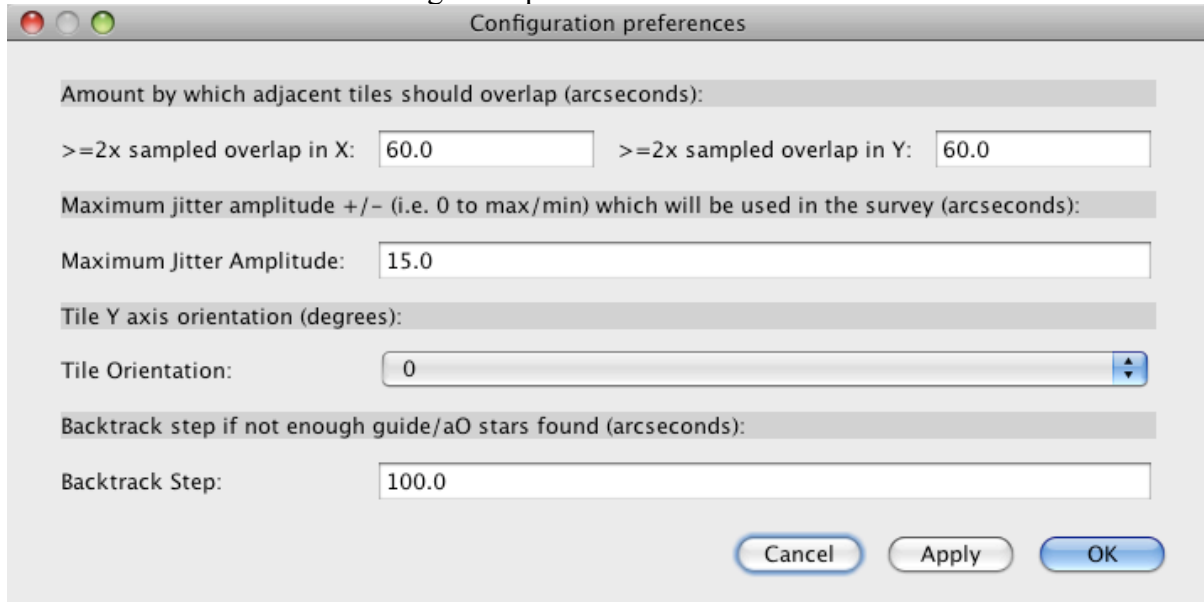 Configuration preferences
Amount by which adjacent tiles should overlap (arcseconds):
>=2x sampled overlap in X: 60.0 >=2x sampled overlap in Y: 60.0
Maximum jitter amplitude +/- (i.e. 0 to max/min) which will be used in the survey (arcseconds):
Maximum Jitter Amplitude: 15.0
Tile Y axis orientation (degrees):
Tile Orientation: 0
Backtrack step if not enough guide/aO stars found (arcseconds):
Backtrack Step: 100.0
Cancel Apply OK